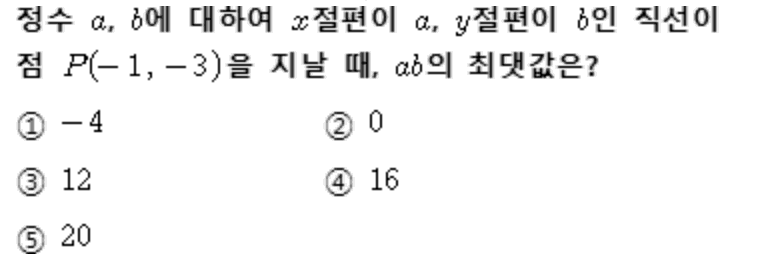 정수 a, b에 대하여 x절편이 a, y절편이 b인 직선이
점 P(−1, −3)을 지날 때, ab의 최댓값은?
① −4 ② 0
③ 12 ④ 16
⑤ 20